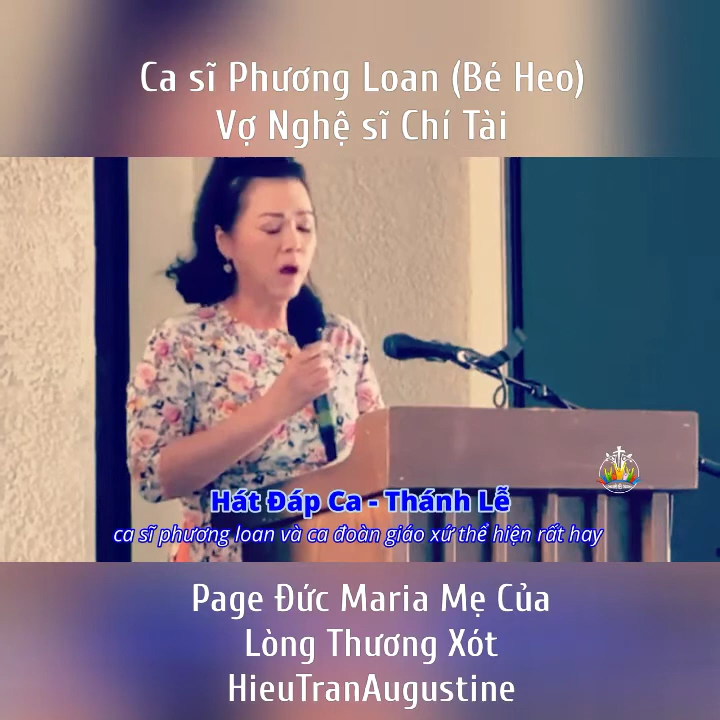 Ca sĩ Phương Loan (Bé Heo)
Vợ Nghệ sĩ Chí Tài
Hát Đáp Ca - Thánh Lễ
ca sĩ phương loan và ca đoàn giáo xứ thể hiện rất hay
Page Đức Maria Mẹ Của
Lòng Thương Xót
HieuTranAugustine